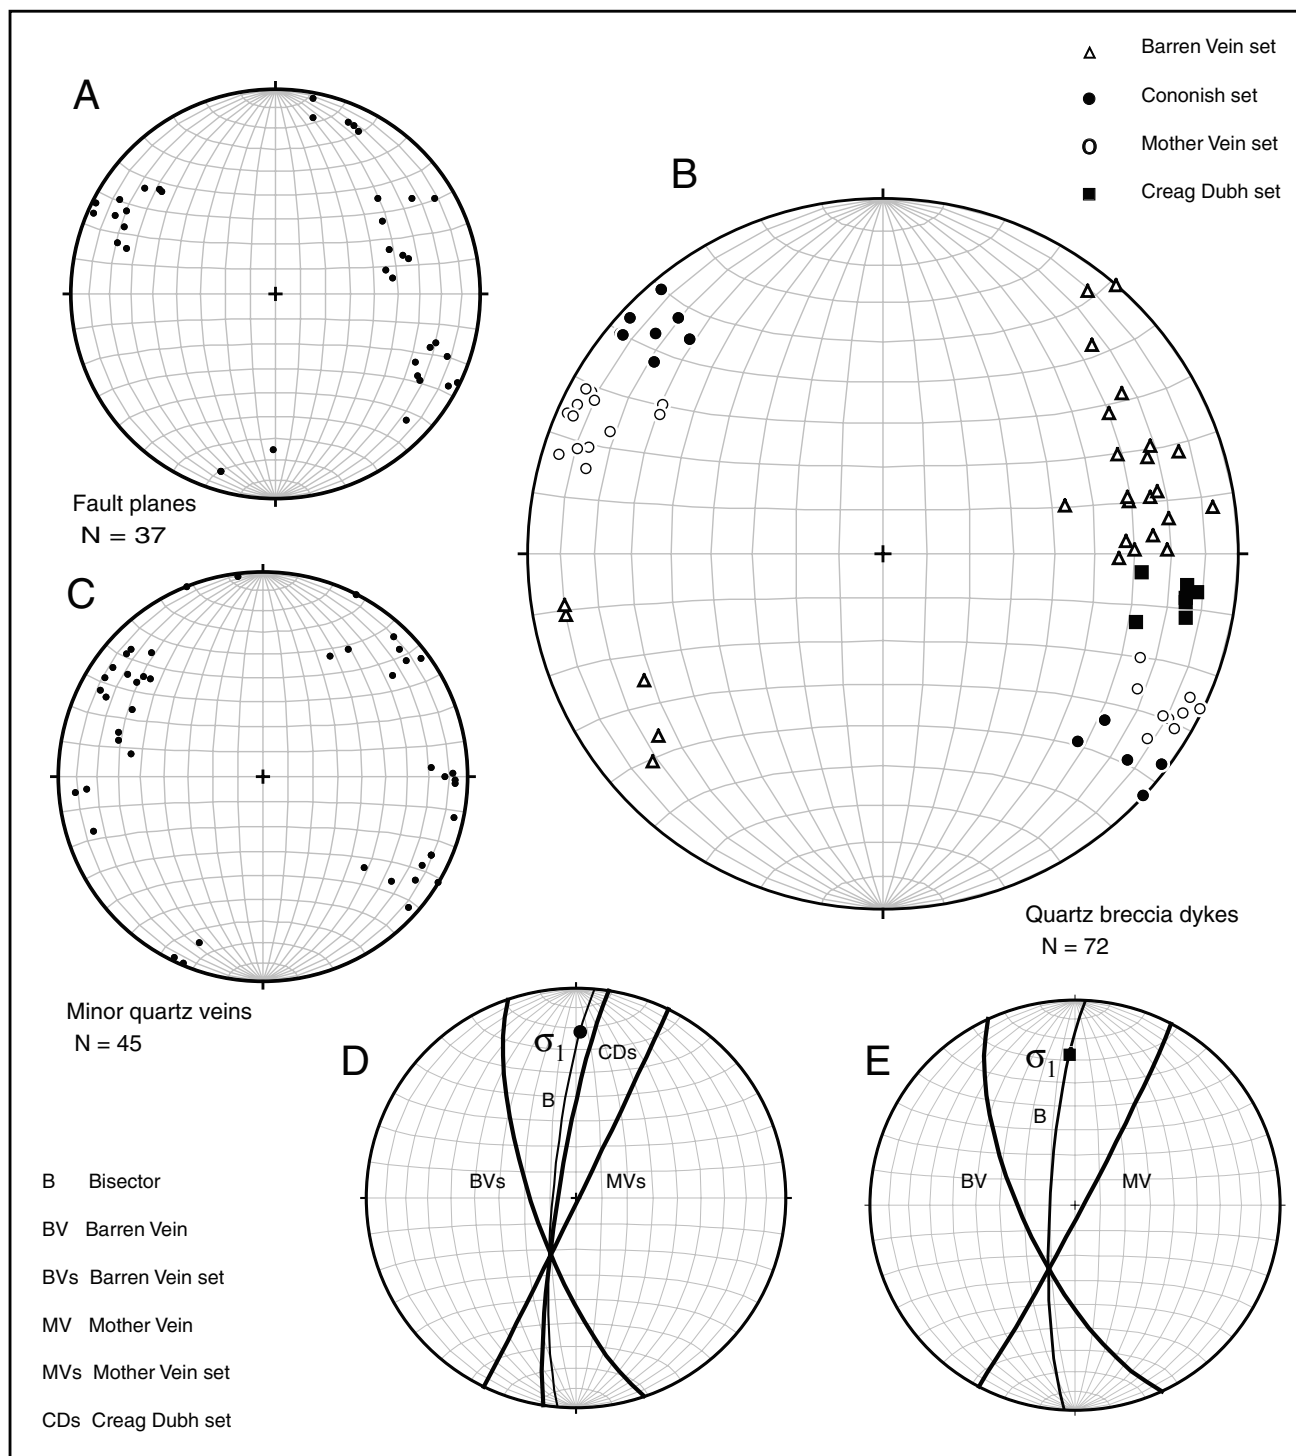 A
Fault planes
N = 37
B
Barren Vein set
Cononish set
Mother Vein set
Creag Dubh set
Quartz breccia dykes
N = 72
C
Minor quartz veins
N = 45
D
σ1
CDs
B
BVs
MVs
E
σ1
B
BV
MV
B Bisector
BV Barren Vein
BVs Barren Vein set
MV Mother Vein
MVs Mother Vein set
CDs Creag Dubh set